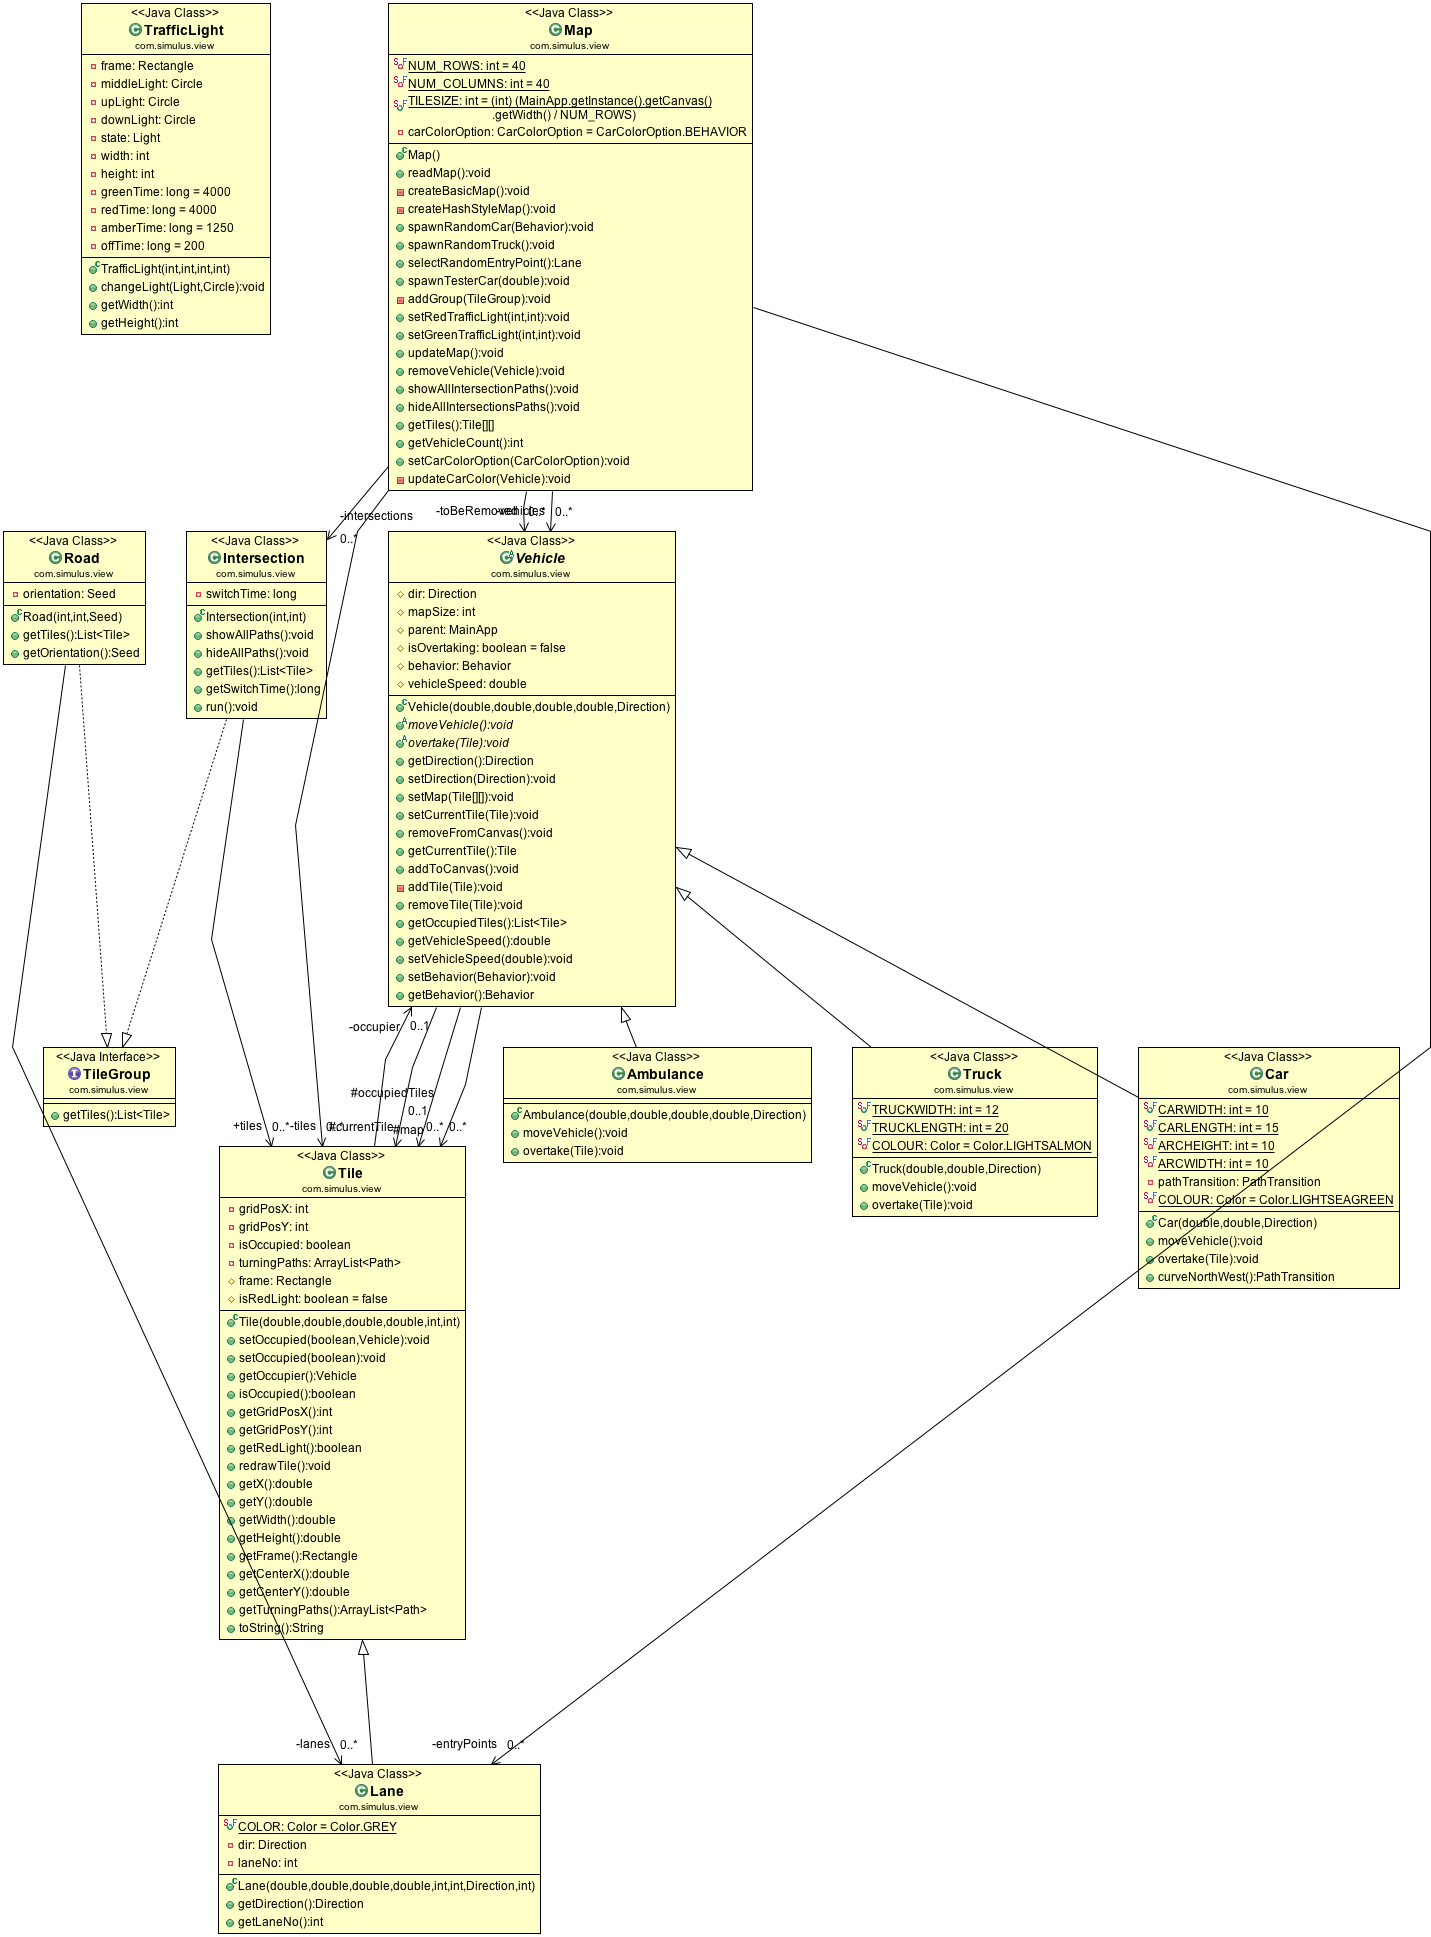 <<Java Class>>
TrafficLight
com.simulus.view
frame: Rectangle
middleLight: Circle
upLight: Circle
downLight: Circle
state: Light
width: int
height: int
greenTime: long = 4000
redTime: long = 4000
amberTime: long = 1250
offTime: long = 200
TrafficLight(int,int,int,int)
changeLight(Light,Circle):void
getWidth():int
getHeight():int
<<Java Class>>
Map
com.simulus.view
NUM_ROWS: int = 40
NUM_COLUMNS: int = 40
TILESIZE: int = (int) (MainApp.getInstance().getCanvas()
.getWidth() / NUM_ROWS)
carColorOption: CarColorOption = CarColorOption.BEHAVIOR
Map()
readMap():void
createBasicMap():void
createHashStyleMap():void
spawnRandomCar(Behavior):void
spawnRandomTruck():void
selectRandomEntryPoint():Lane
spawnTesterCar(double):void
addGroup(TileGroup):void
setRedTrafficLight(int,int):void
setGreenTrafficLight(int,int):void
updateMap():void
removeVehicle(Vehicle):void
showAllIntersectionPaths():void
hideAllIntersectionsPaths():void
getTiles():Tile[][]
getVehicleCount():int
setCarColorOption(CarColorOption):void
updateCarColor(Vehicle):void
-intersections
0..*
-toBeRemoved
0..*
-vehicles
0..*
<<Java Class>>
Road
com.simulus.view
orientation: Seed
Road(int,int,Seed)
getTiles():List<Tile>
getOrientation():Seed
<<Java Class>>
Intersection
com.simulus.view
switchTime: long
Intersection(int,int)
showAllPaths():void
hideAllPaths():void
getTiles():List<Tile>
getSwitchTime():long
run():void
<<Java Class>>
Vehicle
com.simulus.view
dir: Direction
mapSize: int
parent: MainApp
isOvertaking: boolean = false
behavior: Behavior
vehicleSpeed: double
Vehicle(double,double,double,double,Direction)
moveVehicle():void
overtake(Tile):void
getDirection():Direction
setDirection(Direction):void
setMap(Tile[][]):void
setCurrentTile(Tile):void
removeFromCanvas():void
getCurrentTile():Tile
addToCanvas():void
addTile(Tile):void
removeTile(Tile):void
getOccupiedTiles():List<Tile>
getVehicleSpeed():double
setVehicleSpeed(double):void
setBehavior(Behavior):void
getBehavior():Behavior
-occupier
0..1
#occupiedTiles
0..1
+tiles
0..*
-tiles
0..*
#currentTile
#map
0..*
0..*
<<Java Interface>>
TileGroup
com.simulus.view
getTiles():List<Tile>
<<Java Class>>
Ambulance
com.simulus.view
Ambulance(double,double,double,double,Direction)
moveVehicle():void
overtake(Tile):void
<<Java Class>>
Truck
com.simulus.view
TRUCKWIDTH: int = 12
TRUCKLENGTH: int = 20
COLOUR: Color = Color.LIGHTSALMON
Truck(double,double,Direction)
moveVehicle():void
overtake(Tile):void
<<Java Class>>
Car
com.simulus.view
CARWIDTH: int = 10
CARLENGTH: int = 15
ARCHEIGHT: int = 10
ARCWIDTH: int = 10
pathTransition: PathTransition
COLOUR: Color = Color.LIGHTSEAGREEN
Car(double,double,Direction)
moveVehicle():void
overtake(Tile):void
curveNorthWest():PathTransition
<<Java Class>>
Tile
com.simulus.view
gridPosX: int
gridPosY: int
isOccupied: boolean
turningPaths: ArrayList<Path>
frame: Rectangle
isRedLight: boolean = false
Tile(double,double,double,double,int,int)
setOccupied(boolean,Vehicle):void
setOccupied(boolean):void
getOccupier():Vehicle
isOccupied():boolean
getGridPosX():int
getGridPosY():int
getRedLight():boolean
redrawTile():void
getX():double
getY():double
getWidth():double
getHeight():double
getFrame():Rectangle
getCenterX():double
getCenterY():double
getTurningPaths():ArrayList<Path>
toString():String
-lanes
0..*
-entryPoints
0..*
<<Java Class>>
Lane
com.simulus.view
COLOR: Color = Color.GREY
dir: Direction
laneNo: int
Lane(double,double,double,double,int,int,Direction,int)
getDirection():Direction
getLaneNo():int